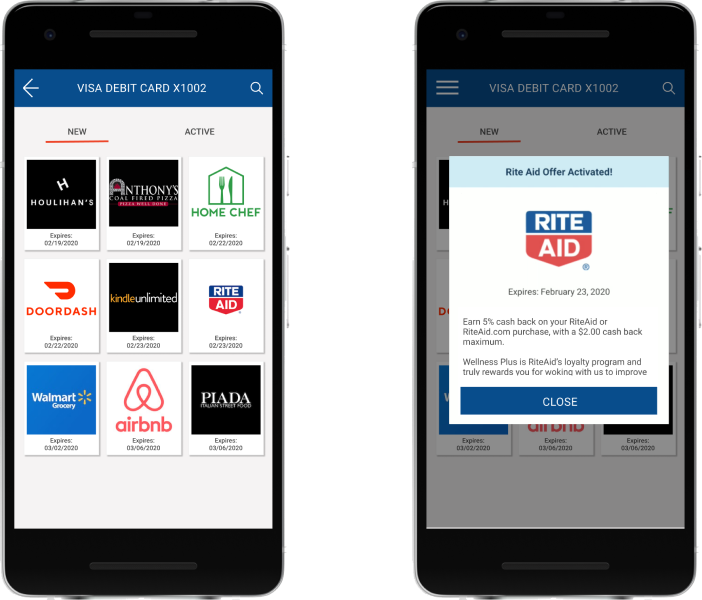 VISA DEBIT CARD X1002
NEW ACTIVE
HOULIHAN'S
Expires:
02/19/2020
ANTHONY'S
COAL FIRED PIZZA
PIZZA WELL DONE
Expires:
02/19/2020
HOME CHEF
Expires:
02/22/2020
DOORDASH
Expires:
02/22/2020
kindleunlimited
Expires:
02/23/2020
RITE
AID
Expires:
02/23/2020
Walmart
Grocery
Expires:
03/02/2020
airbnb
Expires:
03/06/2020
PIADA
ITALIAN STREET FOOD
Expires:
03/06/2020
VISA DEBIT CARD X1002
NEW ACTIVE
Rite Aid Offer Activated!
RITE
AID
®
Expires: February 23, 2020
Earn 5% cash back on your RiteAid or
RiteAid.com purchase, with a $2.00 cash back
maximum.
Wellness Plus is RiteAid's loyalty program and
truly rewards you for woking with us to improve
CLOSE
airbnb
Expires:
03/02/2020
Expires:
03/06/2020
Expires:
03/06/2020